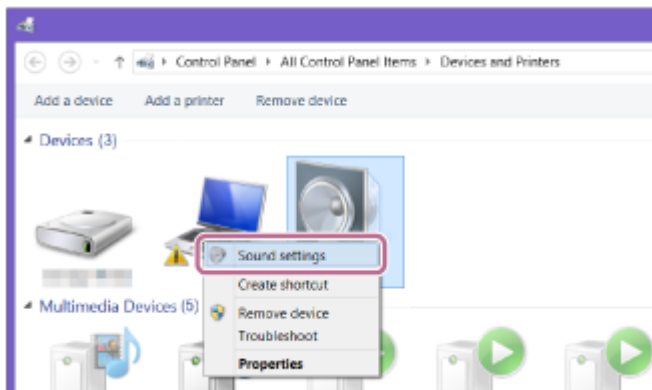 Control Panel All Control Panel Items Devices and Printers
Add a device Add a printer Remove device
Devices (3)
Sound settings
Create shortcut
Multimedia Devices (5)
Remove device
Troubleshoot
Properties